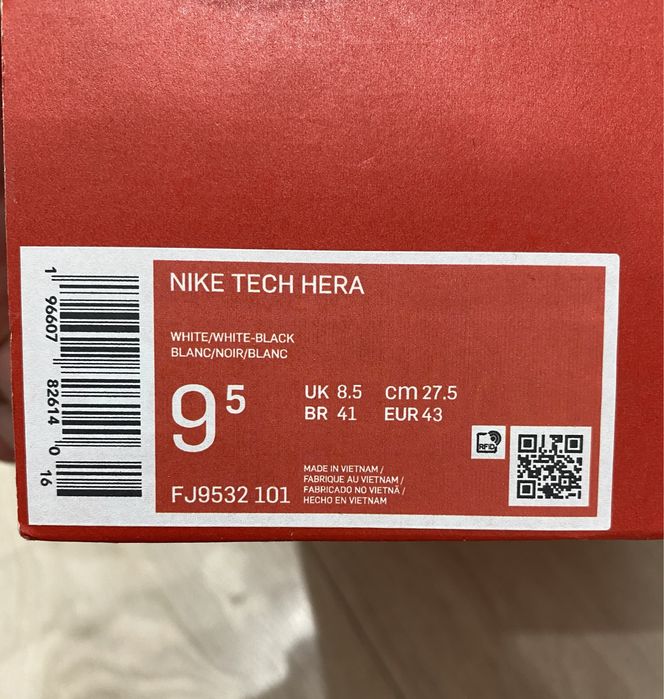 NIKE TECH HERA
WHITE/WHITE-BLACK
BLANC/NOIR/BLANC
9⁵
UK 8.5 cm 27.5
BR 41 EUR 43
RFID
FJ9532 101
MADE IN VIETNAM /
FABRIQUE AU VIETNAM /
FABRICADO NO VIETNÃ /
HECHO EN VIETNAM
1 96607 82614 0 16